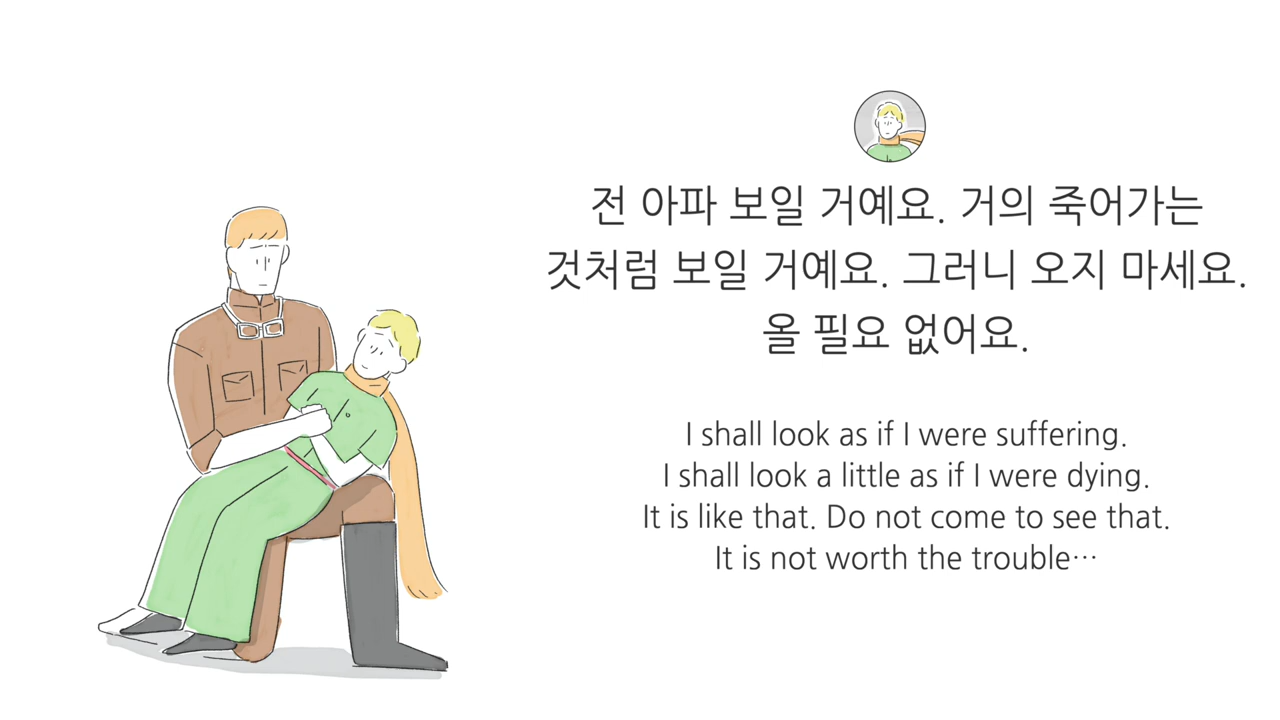 전 아파 보일 거예요. 거의 죽어가는
것처럼 보일 거예요. 그러니 오지 마세요.
올 필요 없어요.
I shall look as if I were suffering.
I shall look a little as if I were dying.
It is like that. Do not come to see that.
It is not worth the trouble…